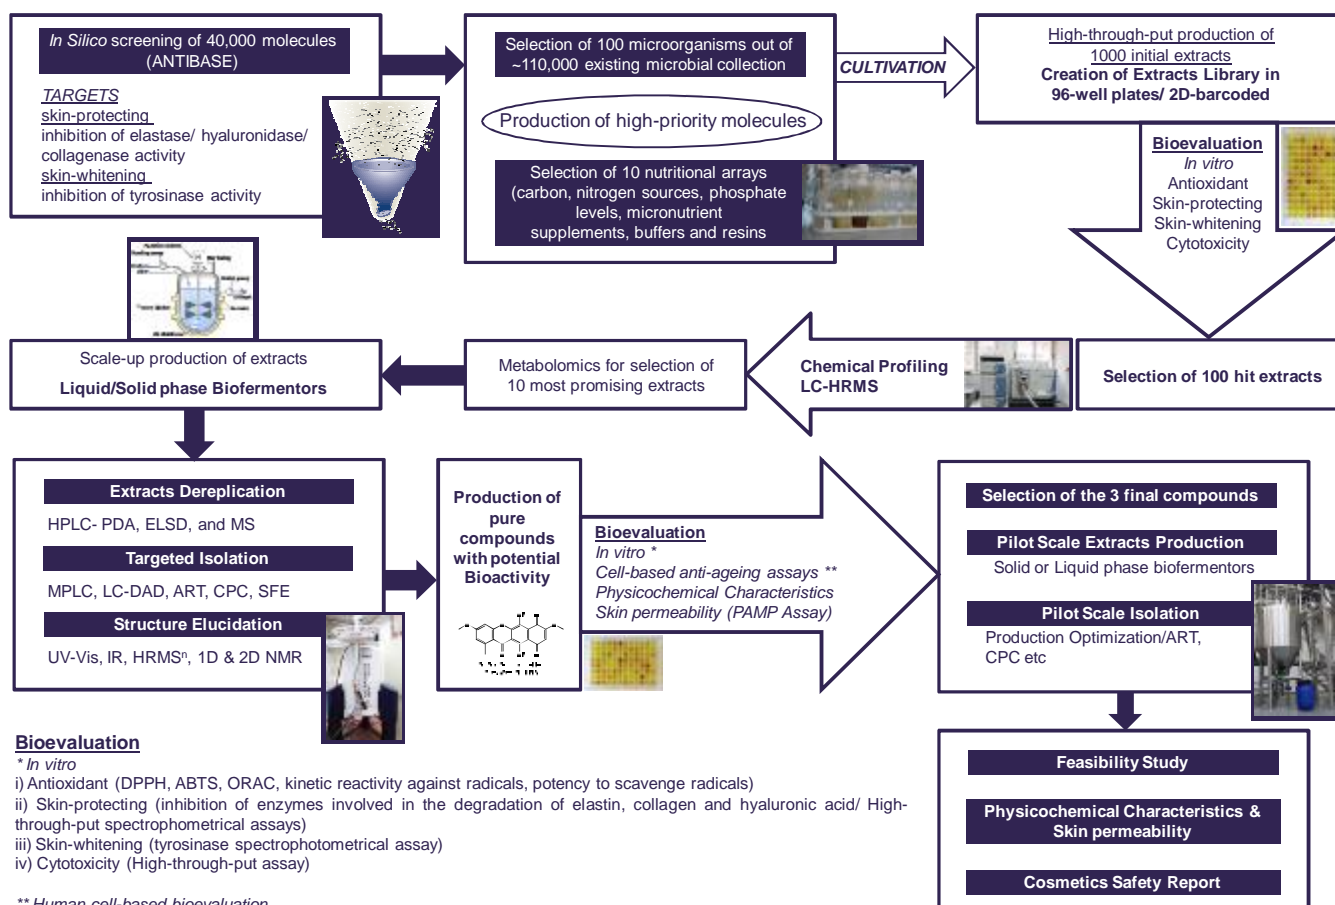 In Silico screening of 40,000 molecules
(ANTIBASE)
TARGETS
skin-protecting
inhibition of elastase/ hyaluronidase/
collagenase activity
skin-whitening
inhibition of tyrosinase activity
Selection of 100 microorganisms out of
~110,000 existing microbial collection
Production of high-priority molecules
Selection of 10 nutritional arrays
(carbon, nitrogen sources, phosphate
levels, micronutrient
supplements, buffers and resins
CULTIVATION
High-through-put production of
1000 initial extracts
Creation of Extracts Library in
96-well plates/ 2D-barcoded
Bioevaluation
In vitro
Antioxidant
Skin-protecting
Skin-whitening
Cytotoxicity
Selection of 100 hit extracts
Chemical Profiling
LC-HRMS
Metabolomics for selection of
10 most promising extracts
Scale-up production of extracts
Liquid/Solid phase Biofermentors
Extracts Dereplication
HPLC- PDA, ELSD, and MS
Targeted Isolation
MPLC, LC-DAD, ART, CPC, SFE
Structure Elucidation
UV-Vis, IR, HRMSⁿ, 1D & 2D NMR
Production of
pure
compounds
with potential
Bioactivity
Bioevaluation
In vitro *
Cell-based anti-ageing assays **
Physicochemical Characteristics
Skin permeability (PAMP Assay)
Selection of the 3 final compounds
Pilot Scale Extracts Production
Solid or Liquid phase biofermentors
Pilot Scale Isolation
Production Optimization/ART,
CPC etc
Feasibility Study
Physicochemical Characteristics &
Skin permeability
Cosmetics Safety Report
Bioevaluation
* In vitro
i) Antioxidant (DPPH, ABTS, ORAC, kinetic reactivity against radicals, potency to scavenge radicals)
ii) Skin-protecting (inhibition of enzymes involved in the degradation of elastin, collagen and hyaluronic acid/ High-
through-put spectrophometrical assays)
iii) Skin-whitening (tyrosinase spectrophotometrical assay)
iv) Cytotoxicity (High-through-put assay)
** Human cell-based bioevaluation